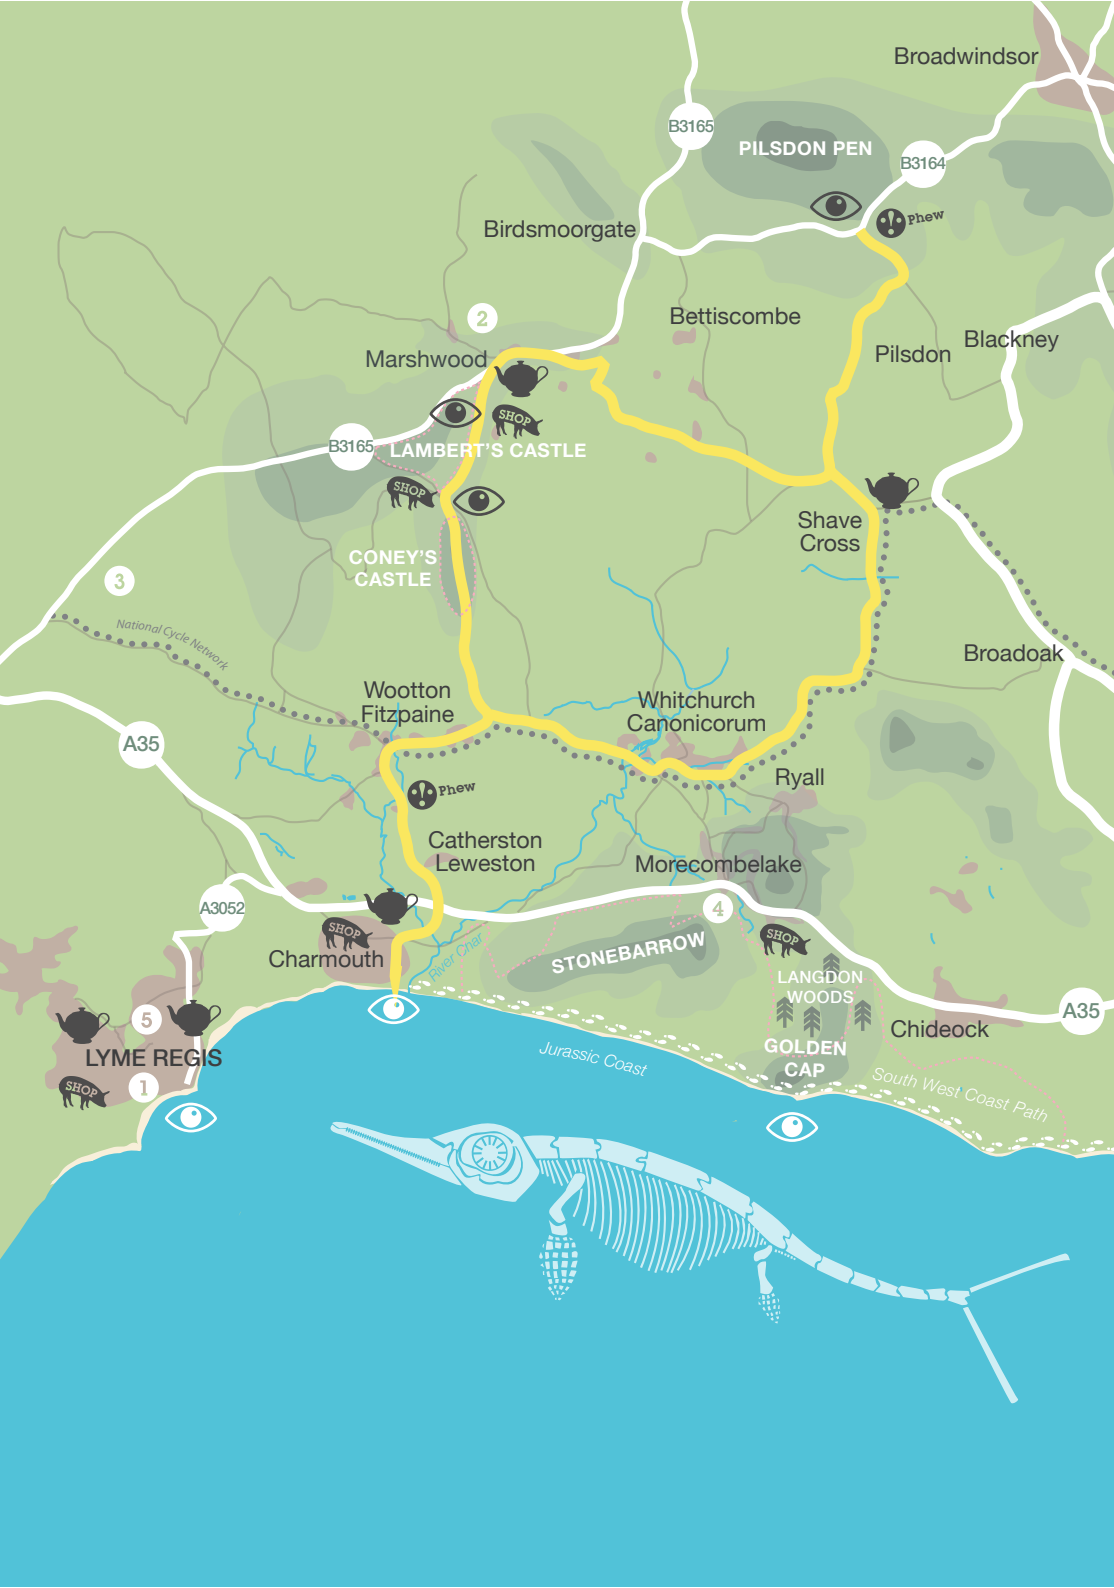 Broadwindsor
B3165
PILSDON PEN
B3164
Phew
Birdsmoorgate
2
Bettiscombe
Blackney
Pilsdon
Marshwood
SHOP
B3165
LAMBERT'S CASTLE
SHOP
Shave
Cross
CONEY'S
CASTLE
3
National Cycle Network
Broadoak
Wootton
Fitzpaine
Whitchurch
Canonicorum
A35
Ryall
Phew
Catherston
Leweston
Morecombelake
A3052
4
SHOP
SHOP
Charmouth
River Char
STONEBARROW
LANGDON
WOODS
A35
5
Chideock
LYME REGIS
Jurassic Coast
GOLDEN
CAP
SHOP
1
South West Coast Path